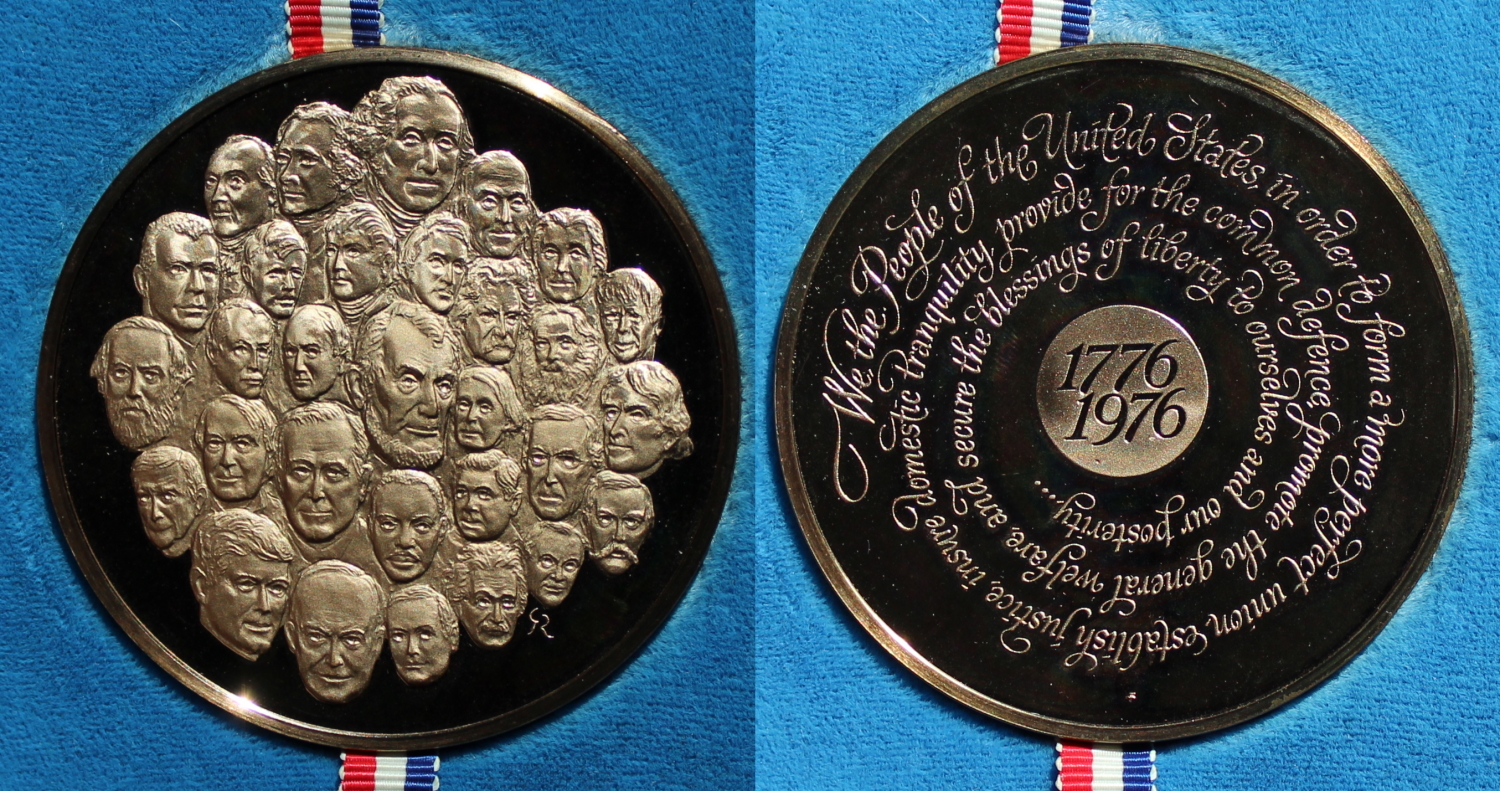 GR
We the People of the United States, in order to form a more perfect union establish justice, insure domestic tranquility provide for the common defence promote the general welfare, and secure the blessings of liberty to ourselves and our posterity....
1776
1976